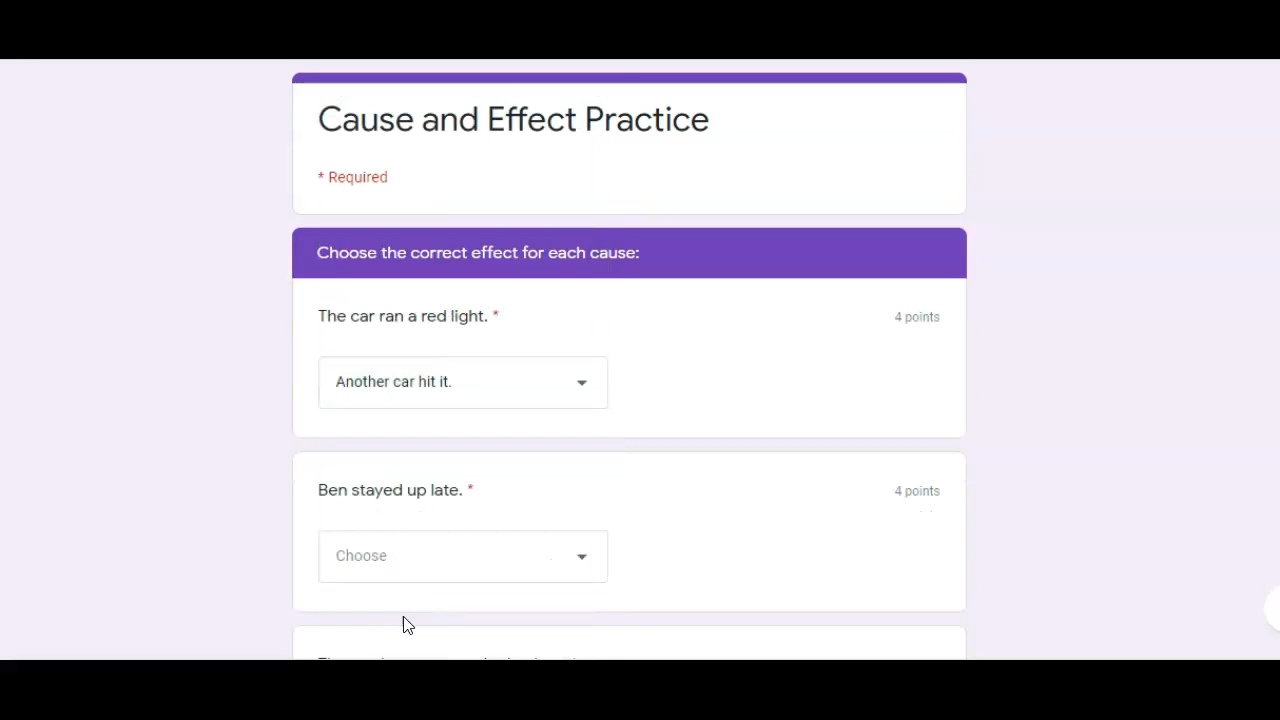 Cause and Effect Practice
* Required
Choose the correct effect for each cause:
The car ran a red light. *
4 points
Another car hit it.
Ben stayed up late. *
4 points
Choose